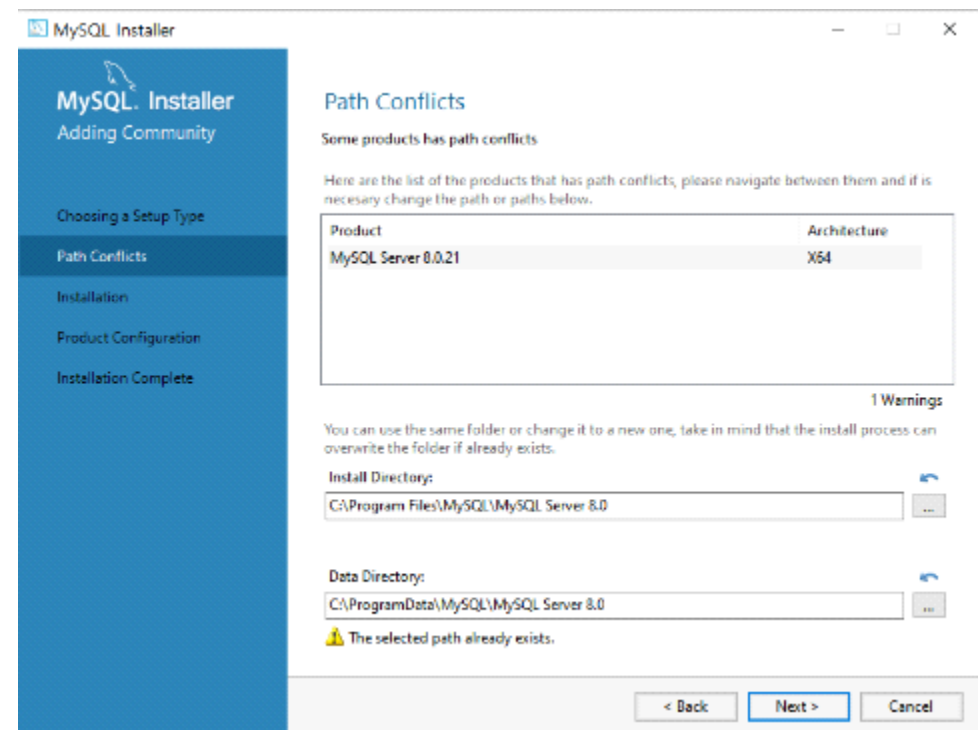 MySQL Installer
MySQL. Installer
Adding Community
Choosing a Setup Type
Path Conflicts
Installation
Product Configuration
Installation Complete
Path Conflicts
Some products has path conflicts
Here are the list of the products that has path conflicts, please navigate between them and if is
necesary change the path or paths below.
Product Architecture
MySQL Server 8.0.21 X64
1 Warnings
You can use the same folder or change it to a new one, take in mind that the install process can
overwrite the folder if already exists.
Install Directory:
C:\Program Files\MySQL\MySQL Server 8.0
...
Data Directory:
C:\ProgramData\MySQL\MySQL Server 8.0
...
The selected path already exists.
< Back Next > Cancel